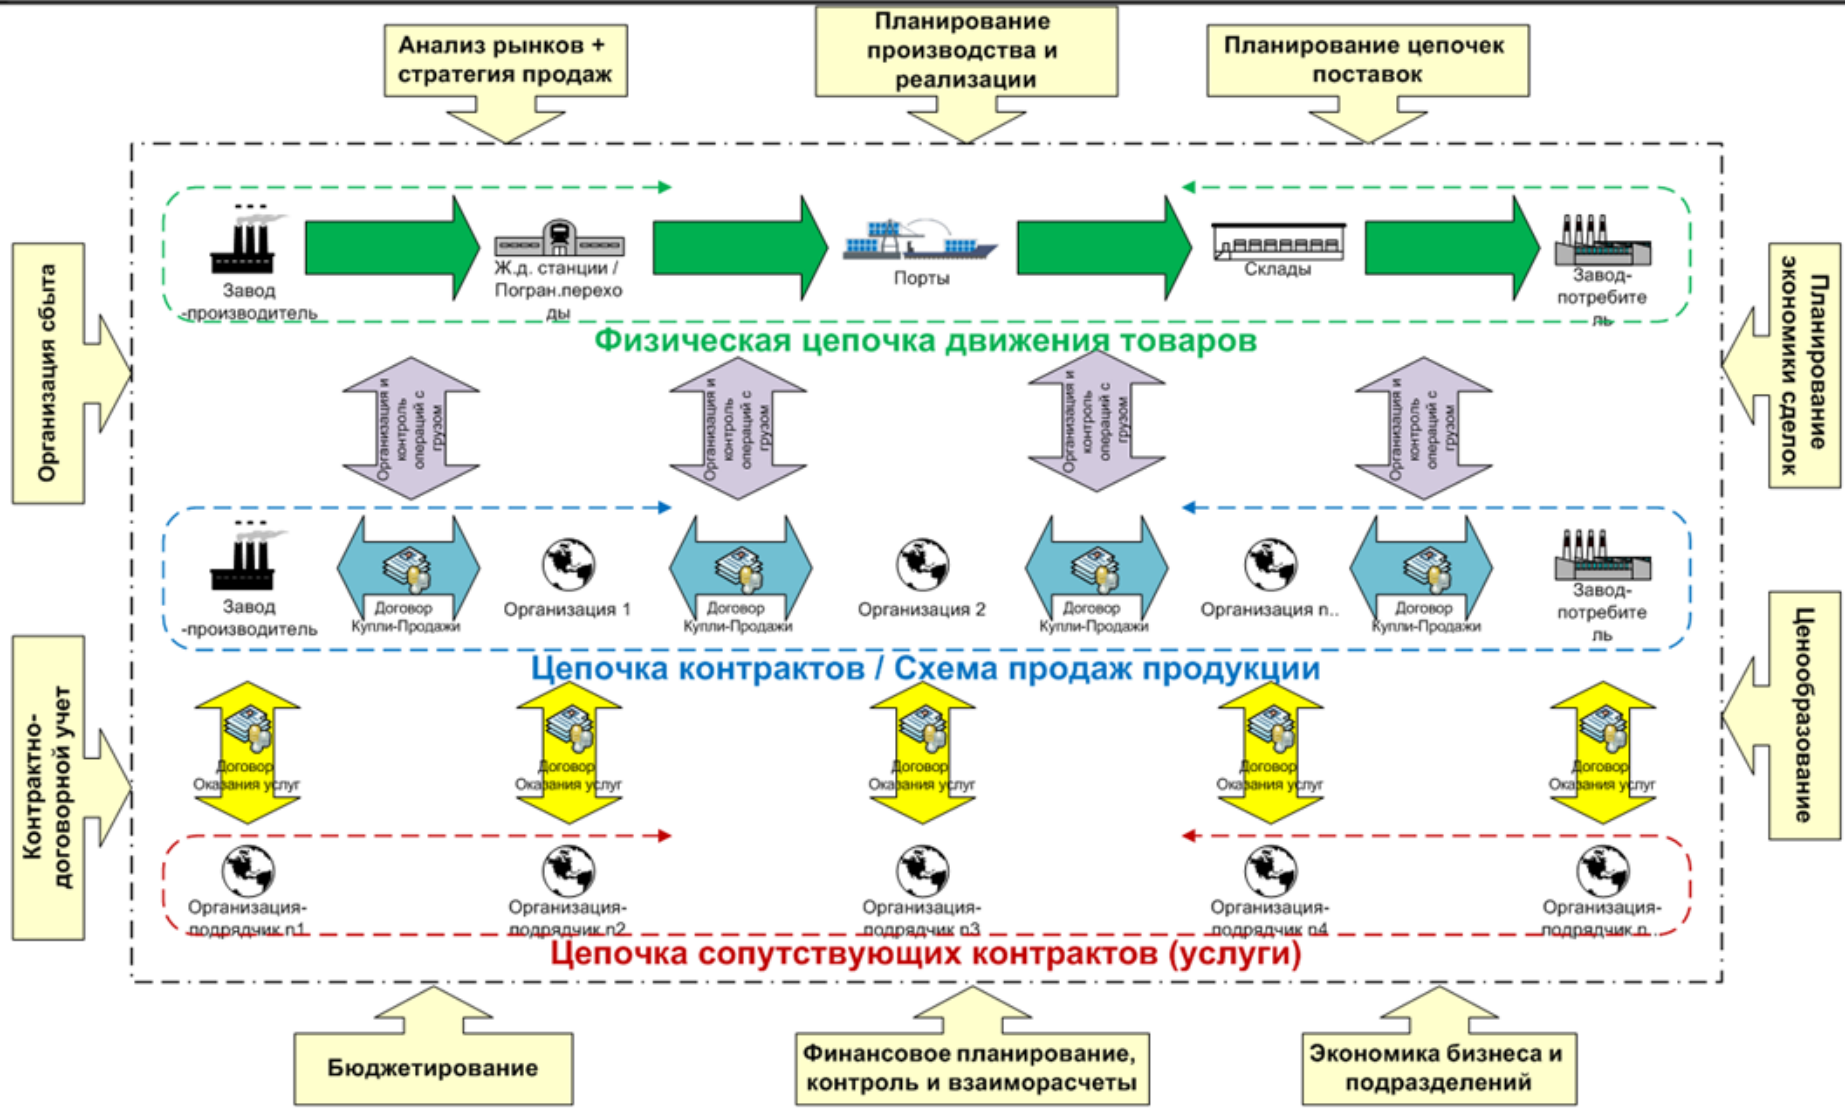 Анализ рынков +
стратегия продаж
Планирование
производства и
реализации
Планирование цепочек
поставок
Организация сбыта
Контрактно-
договорной учет
Планирование
экономики сделок
Ценообразование
Завод
-производитель
Ж.д. станции /
Погран.перехо
ды
Порты
Склады
Завод-
потребите
ль
Физическая цепочка движения товаров
Организация и
контроль
операций с
грузом
Организация и
контроль
операций с
грузом
Организация и
контроль
операций с
грузом
Организация и
контроль
операций с
грузом
Завод
-производитель
Договор
Купли-Продажи
Организация 1
Договор
Купли-Продажи
Организация 2
Договор
Купли-Продажи
Организация n..
Договор
Купли-Продажи
Завод-
потребите
ль
Цепочка контрактов / Схема продаж продукции
Договор
Оказания услуг
Договор
Оказания услуг
Договор
Оказания услуг
Договор
Оказания услуг
Договор
Оказания услуг
Организация-
подрядчик n1
Организация-
подрядчик n2
Организация-
подрядчик n3
Организация-
подрядчик n4
Организация-
подрядчик n...
Цепочка сопутствующих контрактов (услуги)
Бюджетирование
Финансовое планирование,
контроль и взаиморасчеты
Экономика бизнеса и
подразделений